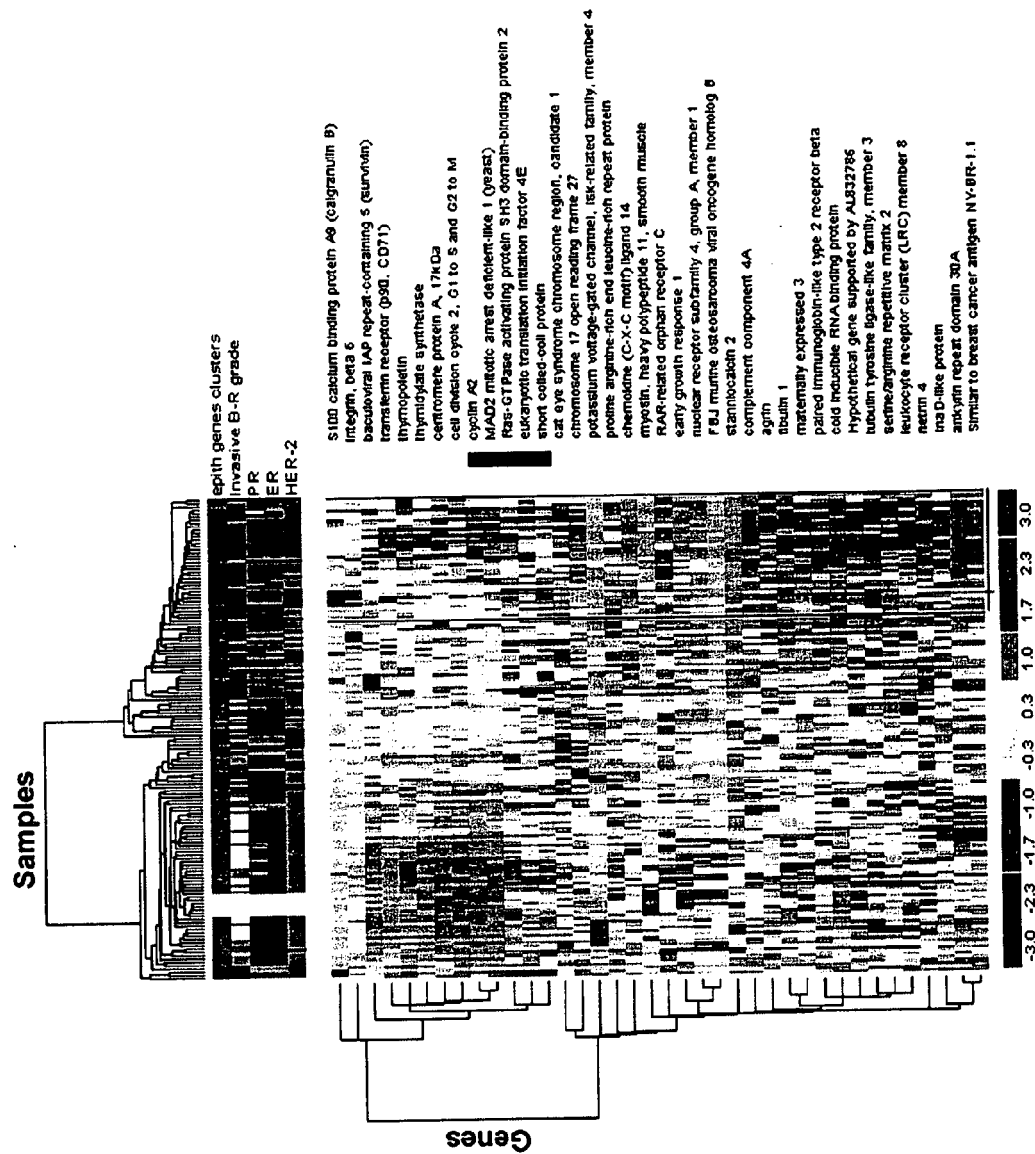 Samples
epith genes clusters
Invasive B-R grade
PR
ER
HER-2
S100 calcium binding protein A9 (calgranulin B)
Integrin, beta 6
baculoviral IAP repeat-containing 5 (survivin)
transferrin receptor (p90, CD71)
thymopoietin
thymidylate synthetase
centromere protein A, 17kDa
cell division cycle 2, G1 to S and G2 to M
cyclin A2
MAD2 mitotic arrest deficient-like 1 (yeast)
Ras-GTPase activating protein SH3 domain-binding protein 2
eukaryotic translation initiation factor 4E
short coiled-coil protein
cat eye syndrome chromosome region, candidate 1
chromosome 17 open reading frame 27
potassium voltage-gated channel, Isk-related family, member 4
proline arginine-rich end leucine-rich repeat protein
chemokine (C-X-C motif) ligand 14
myosin, heavy polypeptide 11, smooth muscle
RAR-related orphan receptor C
early growth response 1
nuclear receptor subfamily 4, group A, member 1
FBJ murine osteosarcoma viral oncogene homolog B
stanniocalcin 2
complement component 4A
agrin
fibulin 1
maternally expressed 3
paired immunoglobin-like type 2 receptor beta
cold inducible RNA binding protein
Hypothetical gene supported by AL832786
tubulin tyrosine ligase-like family, member 3
serine/arginine repetitive matrix 2
leukocyte receptor cluster (LRC) member 8
netrin 4
InaD-like protein
ankyrin repeat domain 30A
Similar to breast cancer antigen NY-BR-1.1
Genes
-3.0 -2.3 -1.7 -1.0 -0.3 0.3 1.0 1.7 2.3 3.0